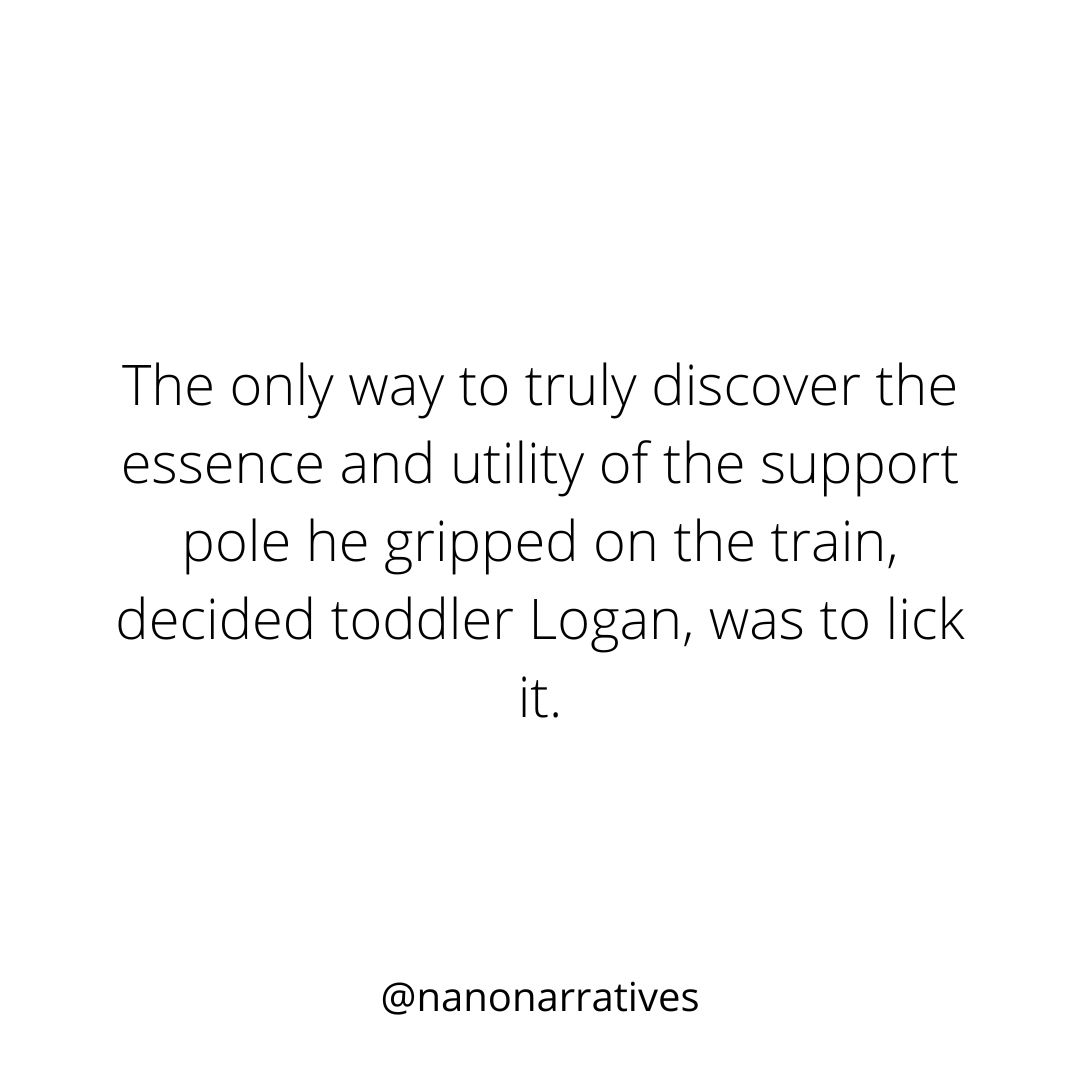 The only way to truly discover the
essence and utility of the support
pole he gripped on the train,
decided toddler Logan, was to lick
it.
@nanonarratives